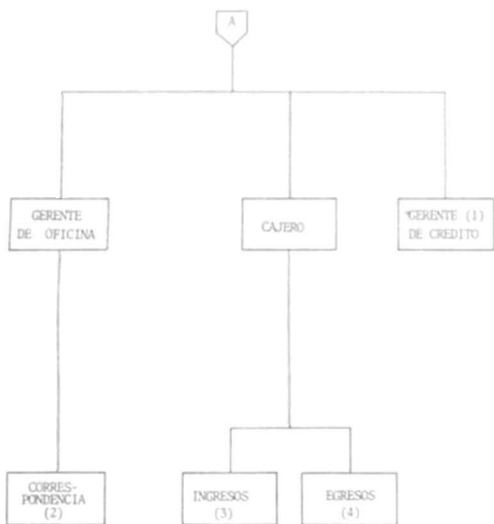 A
GERENTE
DE OFICINA
CAJERO
GERENTE (1)
DE CREDITO
CORRES-
PONDENCIA
(2)
INGRESOS
(3)
EGRESOS
(4)